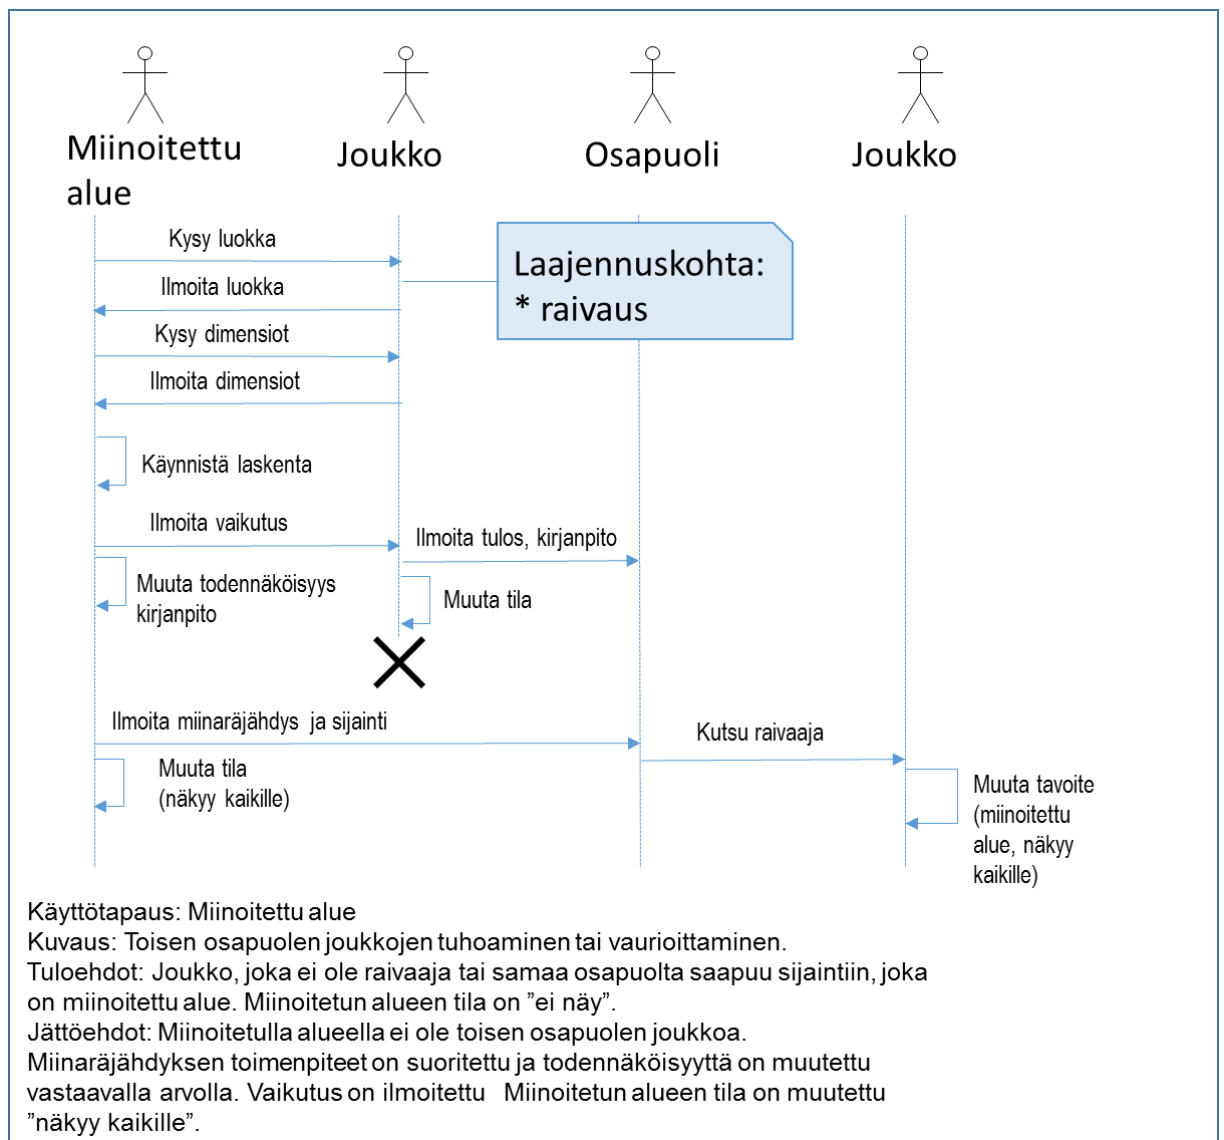 Miinoitettu
alue
Joukko
Osapuoli
Joukko
Kysy luokka
Laajennuskohta:
* raivaus
Ilmoita luokka
Kysy dimensiot
Ilmoita dimensiot
Käynnistä laskenta
Ilmoita vaikutus
Ilmoita tulos, kirjanpito
Muuta todennäköisyys
kirjanpito
Muuta tila
Ilmoita miinaräjähdys ja sijainti
Kutsu raivaaja
Muuta tila
(näkyy kaikille)
Muuta tavoite
(miinoitettu
alue, näkyy
kaikille)
Käyttötapaus: Miinoitettu alue
Kuvaus: Toisen osapuolen joukkojen tuhoaminen tai vaurioittaminen.
Tuloehdot: Joukko, joka ei ole raivaaja tai samaa osapuolta saapuu sijaintiin, joka
on miinoitettu alue. Miinoitetun alueen tila on ”ei näy”.
Jättöehdot: Miinoitetulla alueella ei ole toisen osapuolen joukkoa.
Miinaräjähdyksen toimenpiteet on suoritettu ja todennäköisyyttä on muutettu
vastaavalla arvolla. Vaikutus on ilmoitettu Miinoitetun alueen tila on muutettu
”näkyy kaikille”.